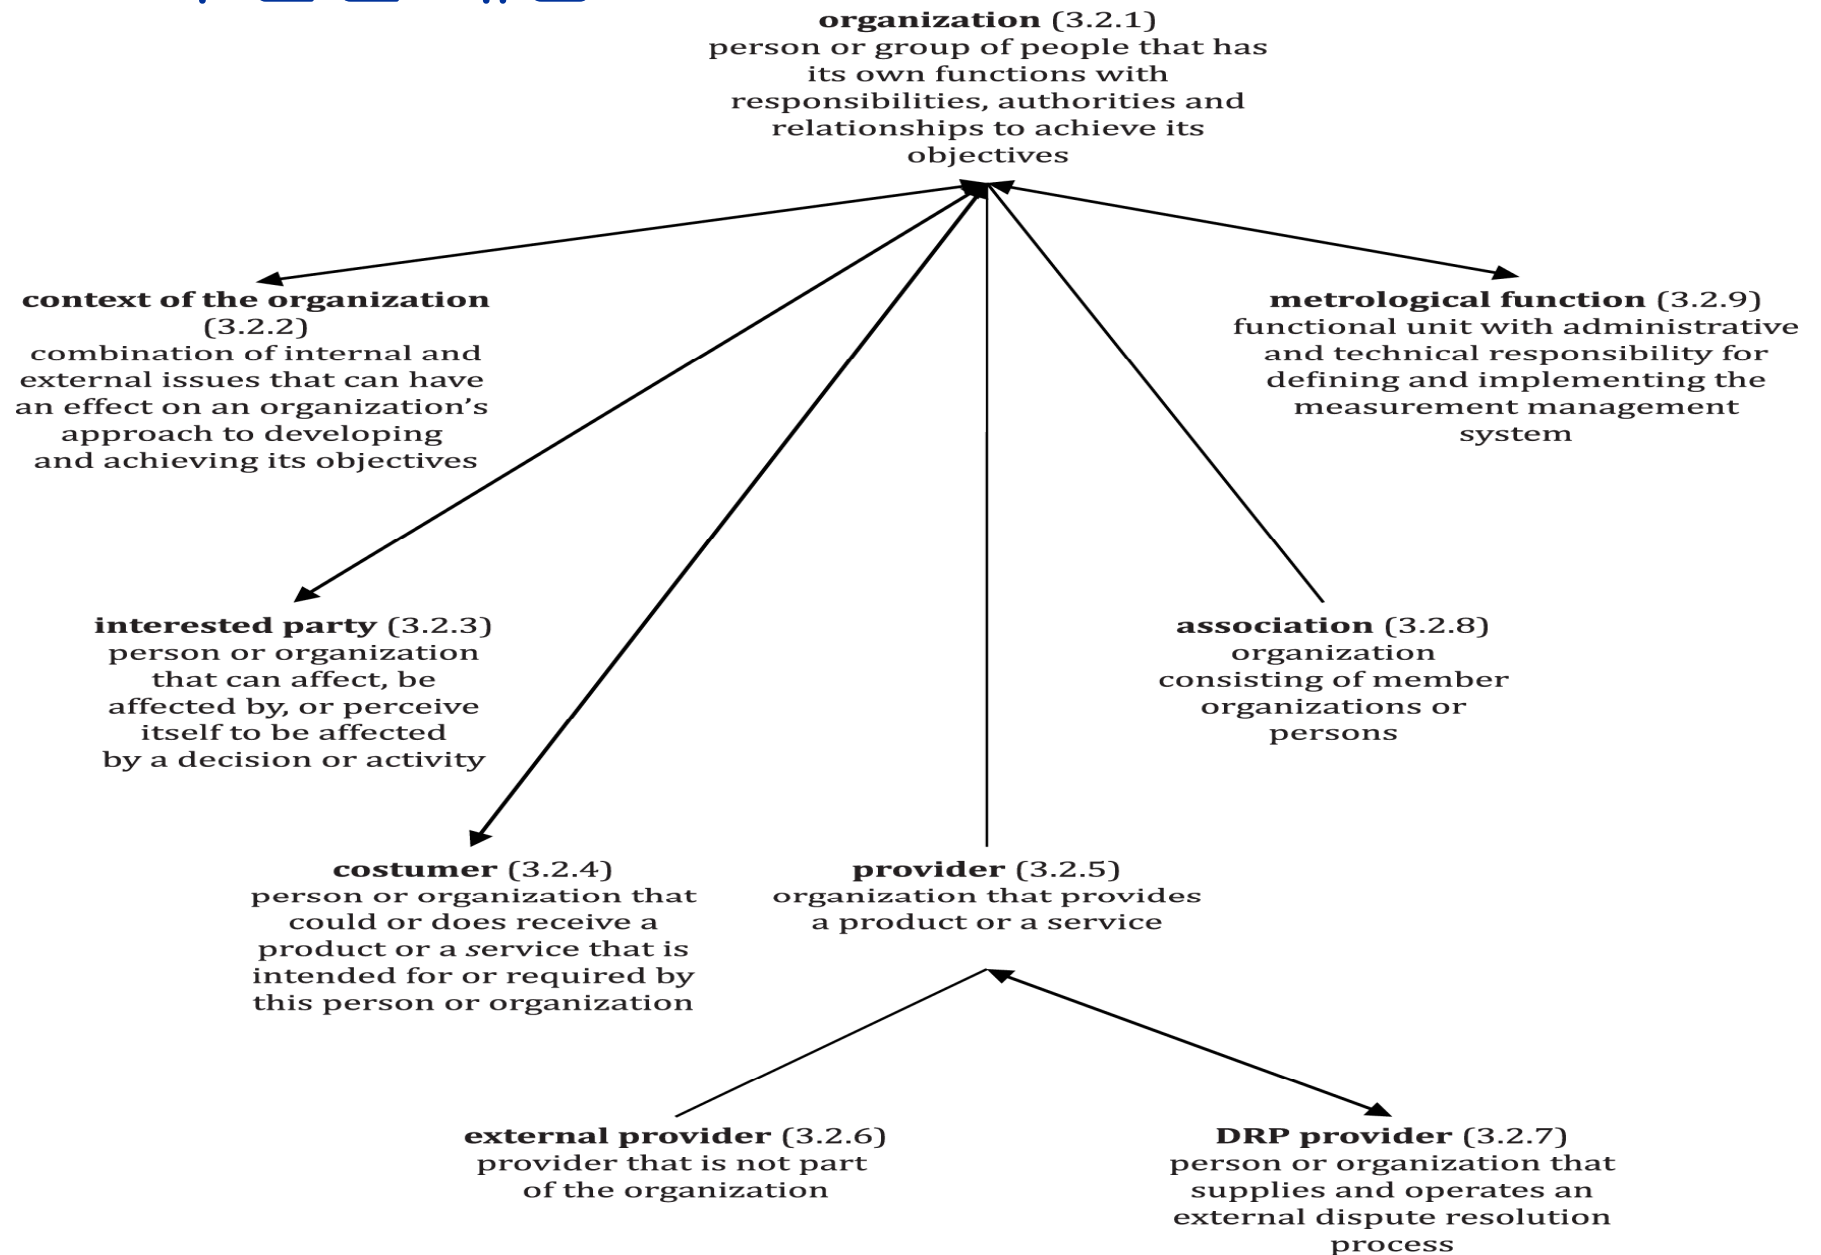 organization (3.2.1)
person or group of people that has
its own functions with
responsibilities, authorities and
relationships to achieve its
objectives
context of the organization
(3.2.2)
combination of internal and
external issues that can have
an effect on an organization’s
approach to developing
and achieving its objectives
metrological function (3.2.9)
functional unit with administrative
and technical responsibility for
defining and implementing the
measurement management
system
interested party (3.2.3)
person or organization
that can affect, be
affected by, or perceive
itself to be affected
by a decision or activity
association (3.2.8)
organization
consisting of member
organizations or
persons
costumer (3.2.4)
person or organization that
could or does receive a
product or a service that is
intended for or required by
this person or organization
provider (3.2.5)
organization that provides
a product or a service
external provider (3.2.6)
provider that is not part
of the organization
DRP provider (3.2.7)
person or organization that
supplies and operates an
external dispute resolution
process